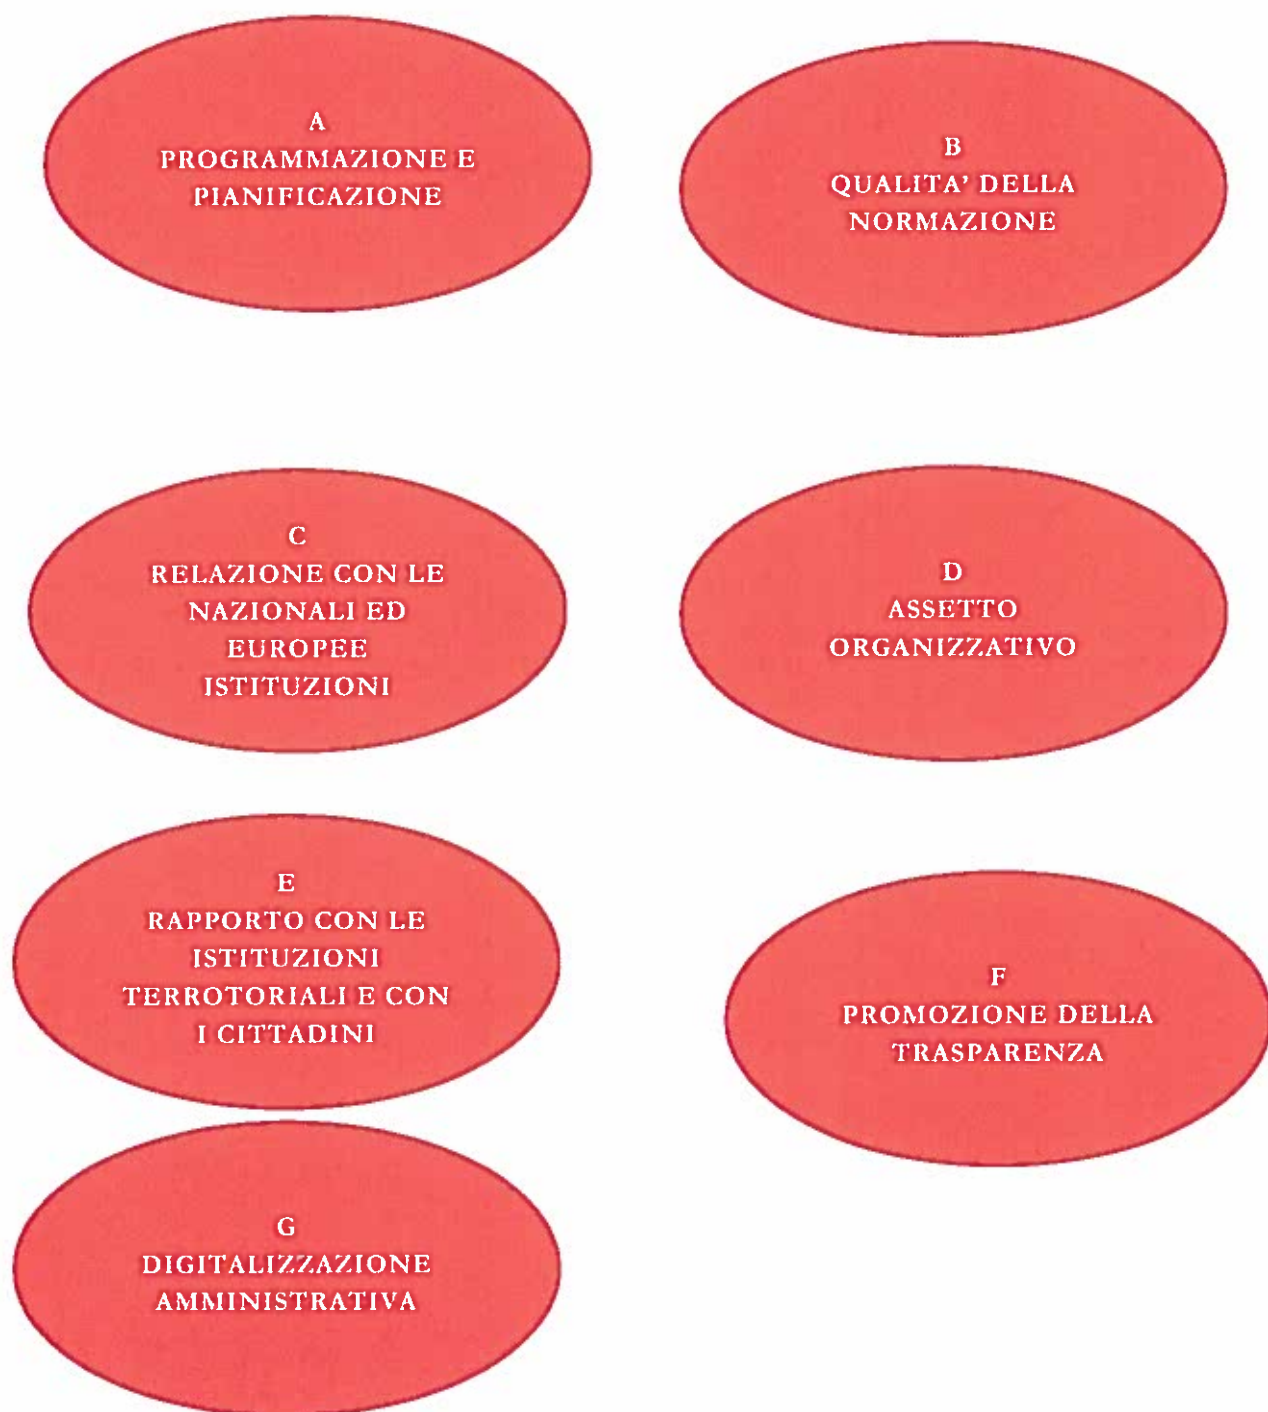 A
PROGRAMMAZIONE E
PIANIFICAZIONE
B
QUALITA' DELLA
NORMAZIONE
C
RELAZIONE CON LE
NAZIONALI ED
EUROPEE
ISTITUZIONI
D
ASSETTO
ORGANIZZATIVO
E
RAPPORTO CON LE
ISTITUZIONI
TERROTORIALI E CON
I CITTADINI
F
PROMOZIONE DELLA
TRASPARENZA
G
DIGITALIZZAZIONE
AMMINISTRATIVA